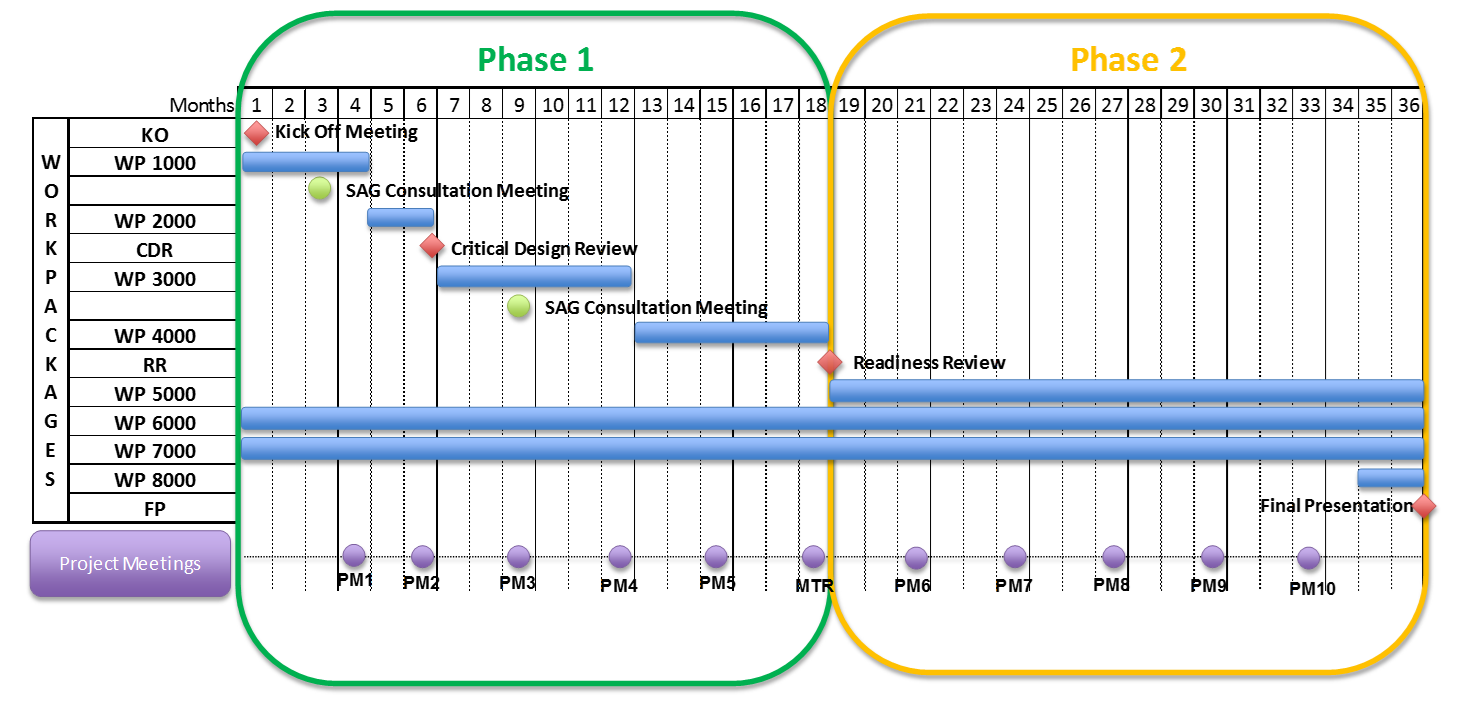 Phase 1
Phase 2
Months 1 2 3 4 5 6 7 8 9 10 11 12 13 14 15 16 17 18 19 20 21 22 23 24 25 26 27 28 29 30 31 32 33 34 35 36
WORKPACKAGES
KO Kick Off Meeting
WP 1000
SAG Consultation Meeting
WP 2000
CDR Critical Design Review
WP 3000
SAG Consultation Meeting
WP 4000
RR Readiness Review
WP 5000
WP 6000
WP 7000
WP 8000
FP Final Presentation
Project Meetings
PM1 PM2 PM3 PM4 PM5 MTR PM6 PM7 PM8 PM9 PM10